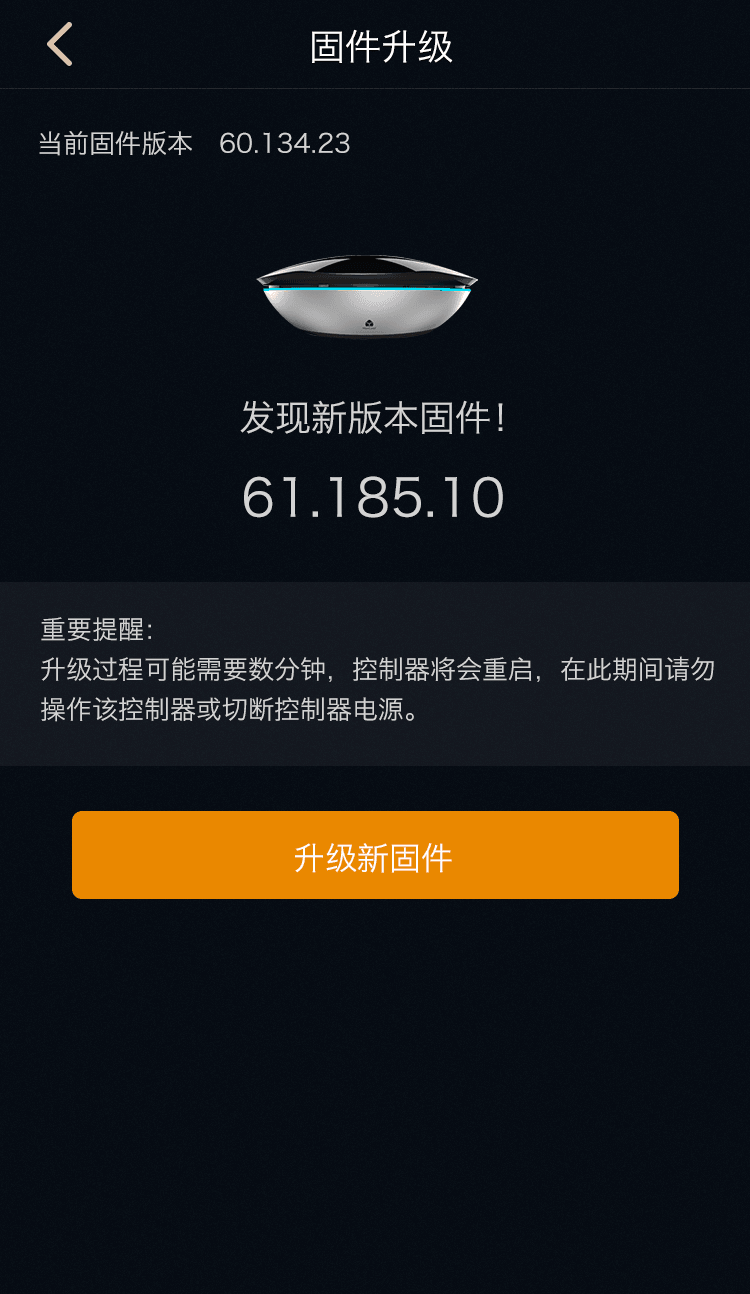 固件升级
当前固件版本 60.134.23
发现新版本固件！
61.185.10
重要提醒：
升级过程可能需要数分钟，控制器将会重启，在此期间请勿
操作该控制器或切断控制器电源。
升级新固件